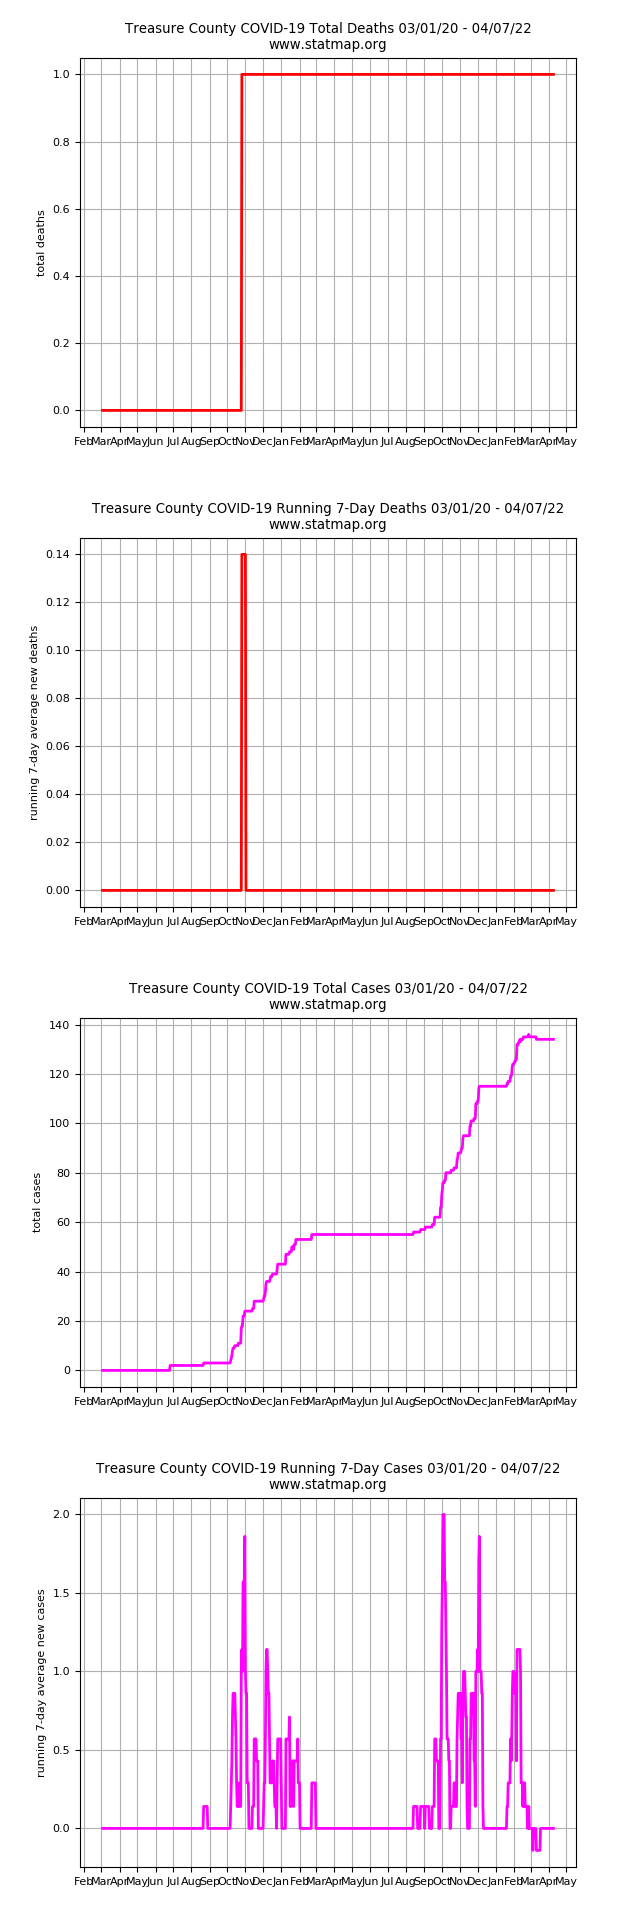 Treasure County COVID-19 Total Deaths 03/01/20 - 04/07/22
www.statmap.org
1.0
0.8
0.6
0.4
0.2
0.0
total deaths
Feb Mar Apr May Jun Jul Aug Sep Oct Nov Dec Jan Feb Mar Apr May Jun Jul Aug Sep Oct Nov Dec Jan Feb Mar Apr May
Treasure County COVID-19 Running 7-Day Deaths 03/01/20 - 04/07/22
www.statmap.org
0.14
0.12
0.10
0.08
0.06
0.04
0.02
0.00
running 7-day average new deaths
Feb Mar Apr May Jun Jul Aug Sep Oct Nov Dec Jan Feb Mar Apr May Jun Jul Aug Sep Oct Nov Dec Jan Feb Mar Apr May
Treasure County COVID-19 Total Cases 03/01/20 - 04/07/22
www.statmap.org
140
120
100
80
60
40
20
0
total cases
Feb Mar Apr May Jun Jul Aug Sep Oct Nov Dec Jan Feb Mar Apr May Jun Jul Aug Sep Oct Nov Dec Jan Feb Mar Apr May
Treasure County COVID-19 Running 7-Day Cases 03/01/20 - 04/07/22
www.statmap.org
2.0
1.5
1.0
0.5
0.0
running 7-day average new cases
Feb Mar Apr May Jun Jul Aug Sep Oct Nov Dec Jan Feb Mar Apr May Jun Jul Aug Sep Oct Nov Dec Jan Feb Mar Apr May